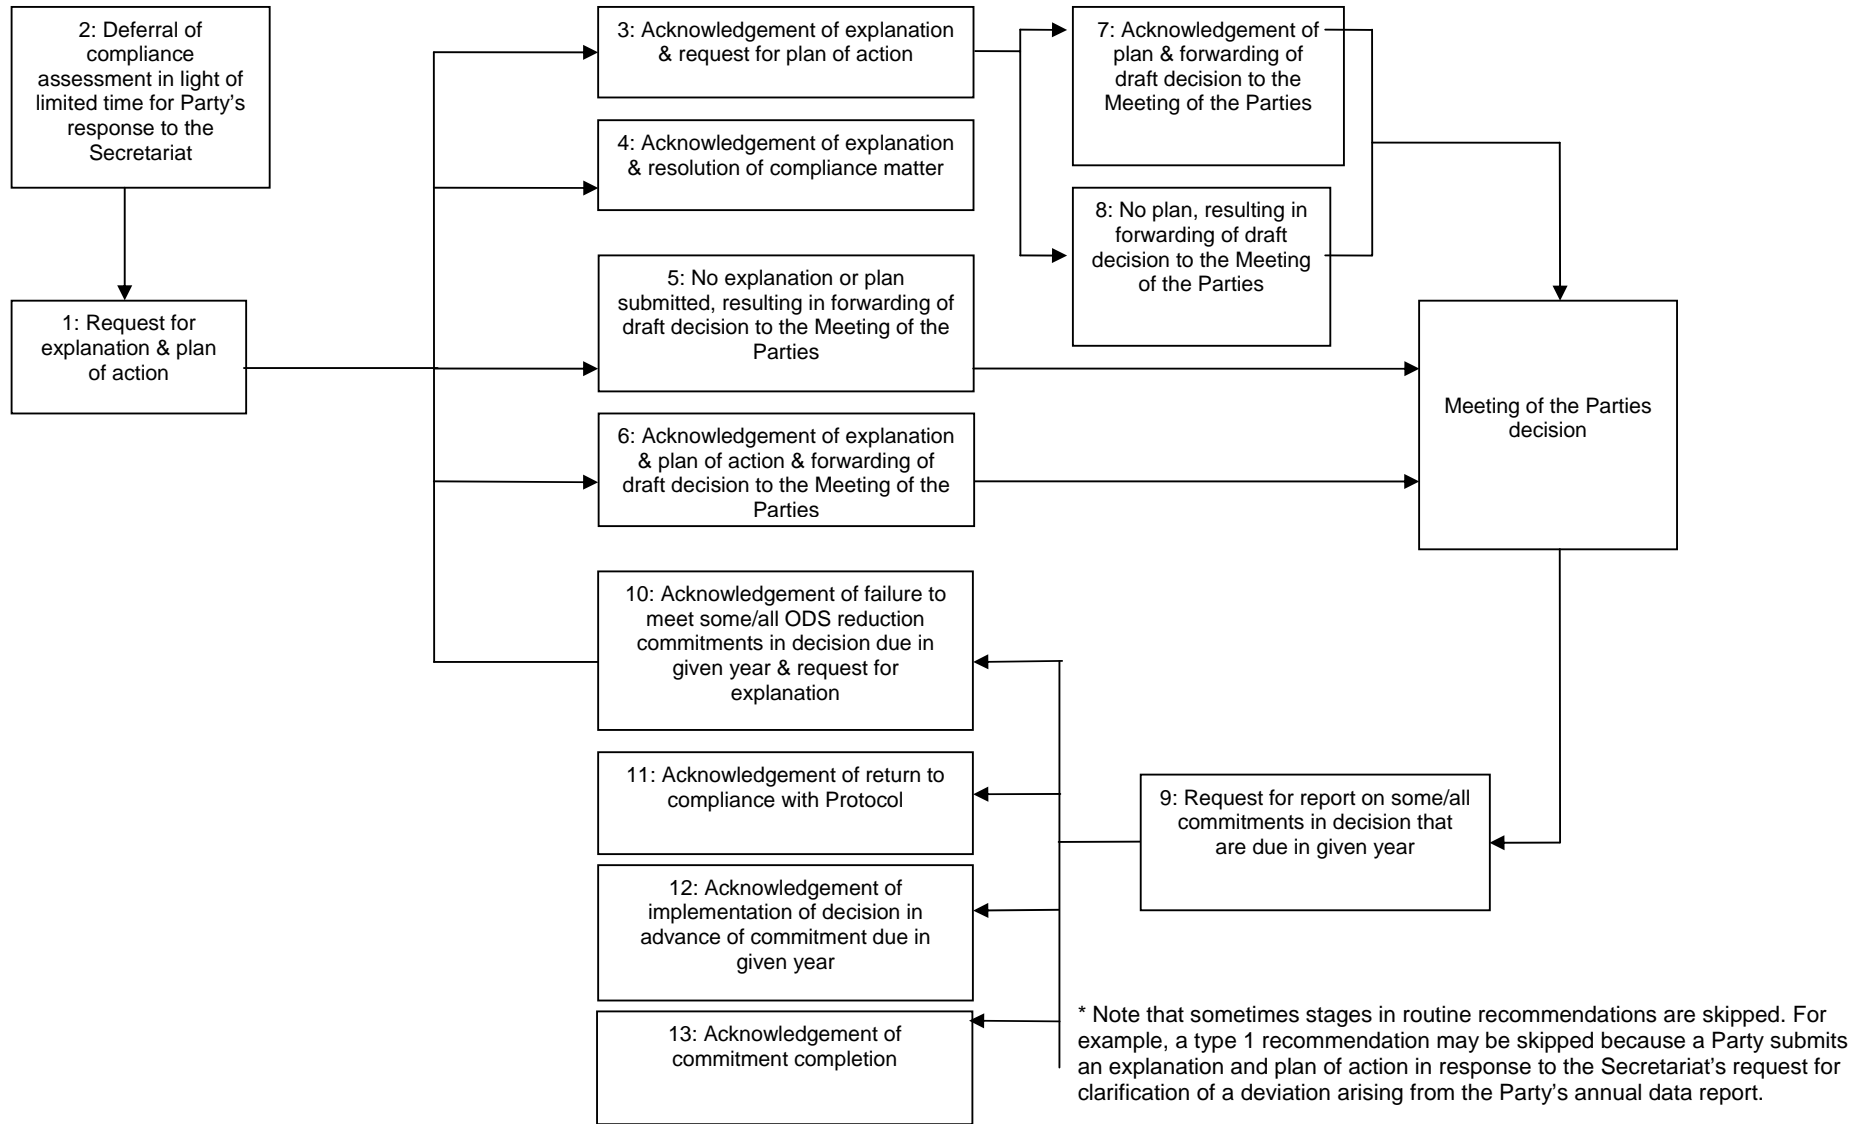 2: Deferral of
compliance
assessment in light of
limited time for Party’s
response to the
Secretariat
1: Request for
explanation & plan
of action
3: Acknowledgement of explanation
& request for plan of action
4: Acknowledgement of explanation
& resolution of compliance matter
5: No explanation or plan
submitted, resulting in forwarding of
draft decision to the Meeting of the
Parties
6: Acknowledgement of explanation
& plan of action & forwarding of
draft decision to the Meeting of the
Parties
7: Acknowledgement of
plan & forwarding of
draft decision to the
Meeting of the Parties
8: No plan, resulting in
forwarding of draft
decision to the Meeting
of the Parties
Meeting of the Parties
decision
9: Request for report on some/all
commitments in decision that
are due in given year
10: Acknowledgement of failure to
meet some/all ODS reduction
commitments in decision due in
given year & request for
explanation
11: Acknowledgement of return to
compliance with Protocol
12: Acknowledgement of
implementation of decision in
advance of commitment due in
given year
13: Acknowledgement of
commitment completion
* Note that sometimes stages in routine recommendations are skipped. For
example, a type 1 recommendation may be skipped because a Party submits
an explanation and plan of action in response to the Secretariat’s request for
clarification of a deviation arising from the Party’s annual data report.